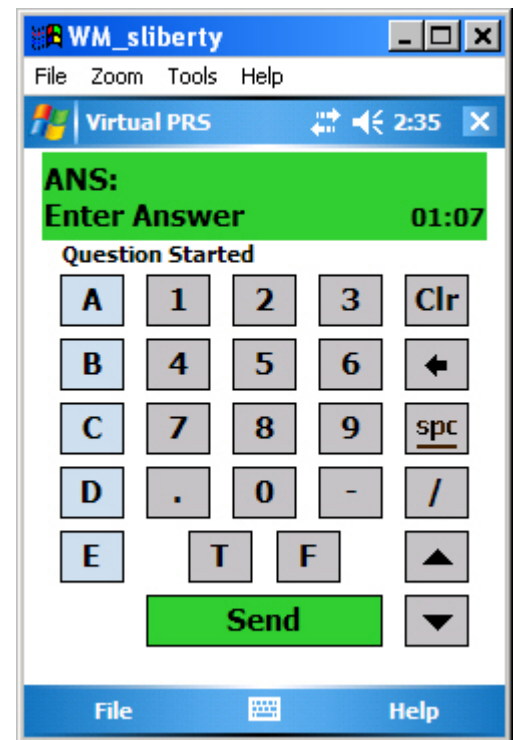 WM_sliberty
File Zoom Tools Help
Virtual PRS 2:35
ANS:
Enter Answer 01:07
Question Started
A 1 2 3 Clr
B 4 5 6
C 7 8 9 spc
D . 0 - /
E T F
Send
File Help